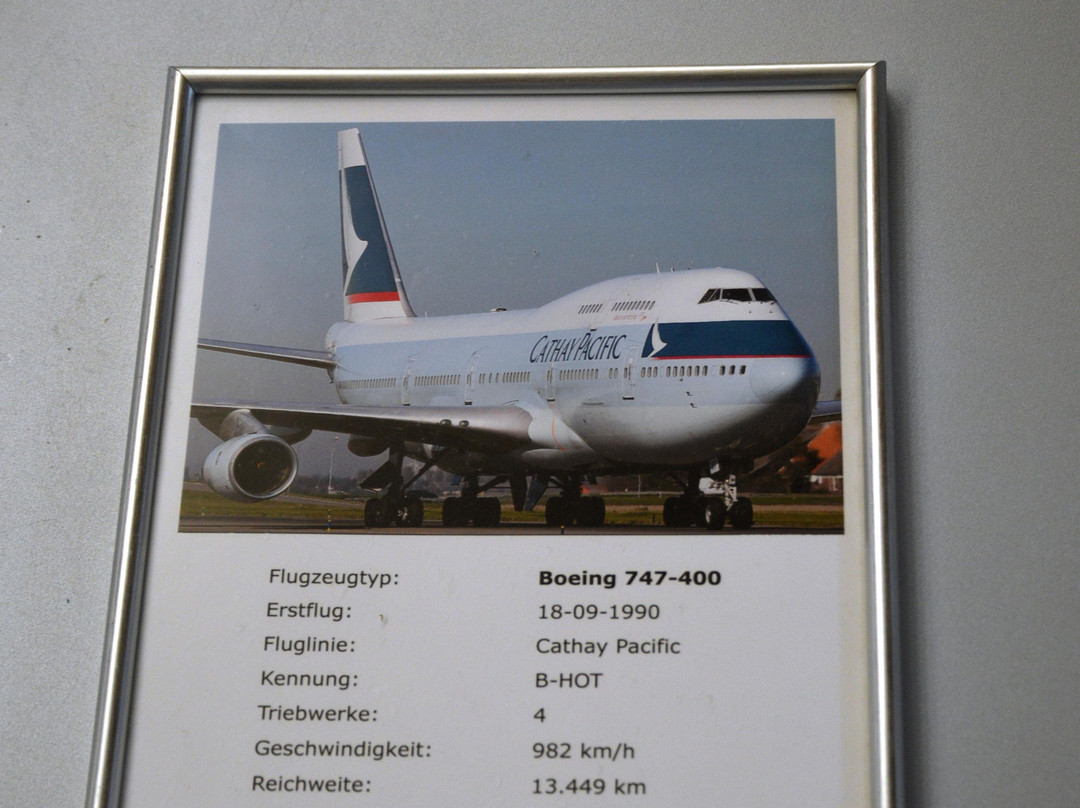 CATHAY PACIFIC
Flugzeugtyp: Boeing 747-400
Erstflug: 18-09-1990
Fluglinie: Cathay Pacific
Kennung: B-HOT
Triebwerke: 4
Geschwindigkeit: 982 km/h
Reichweite: 13.449 km